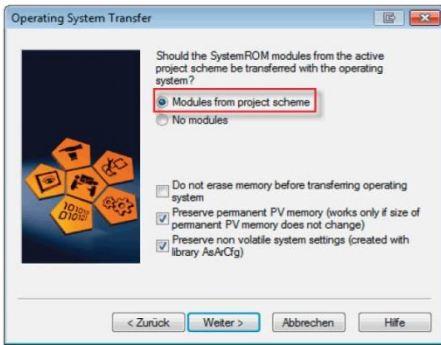 Operating System Transfer
Should the SystemROM modules from the active
project scheme be transferred with the operating
system?
Modules from project scheme
No modules
Do not erase memory before transferring operating
system
Preserve permanent PV memory (works only if size of
permanent PV memory does not change)
Preserve non volatile system settings (created with
library AsArCfg)
< Zurück
Weiter >
Abbrechen
Hilfe